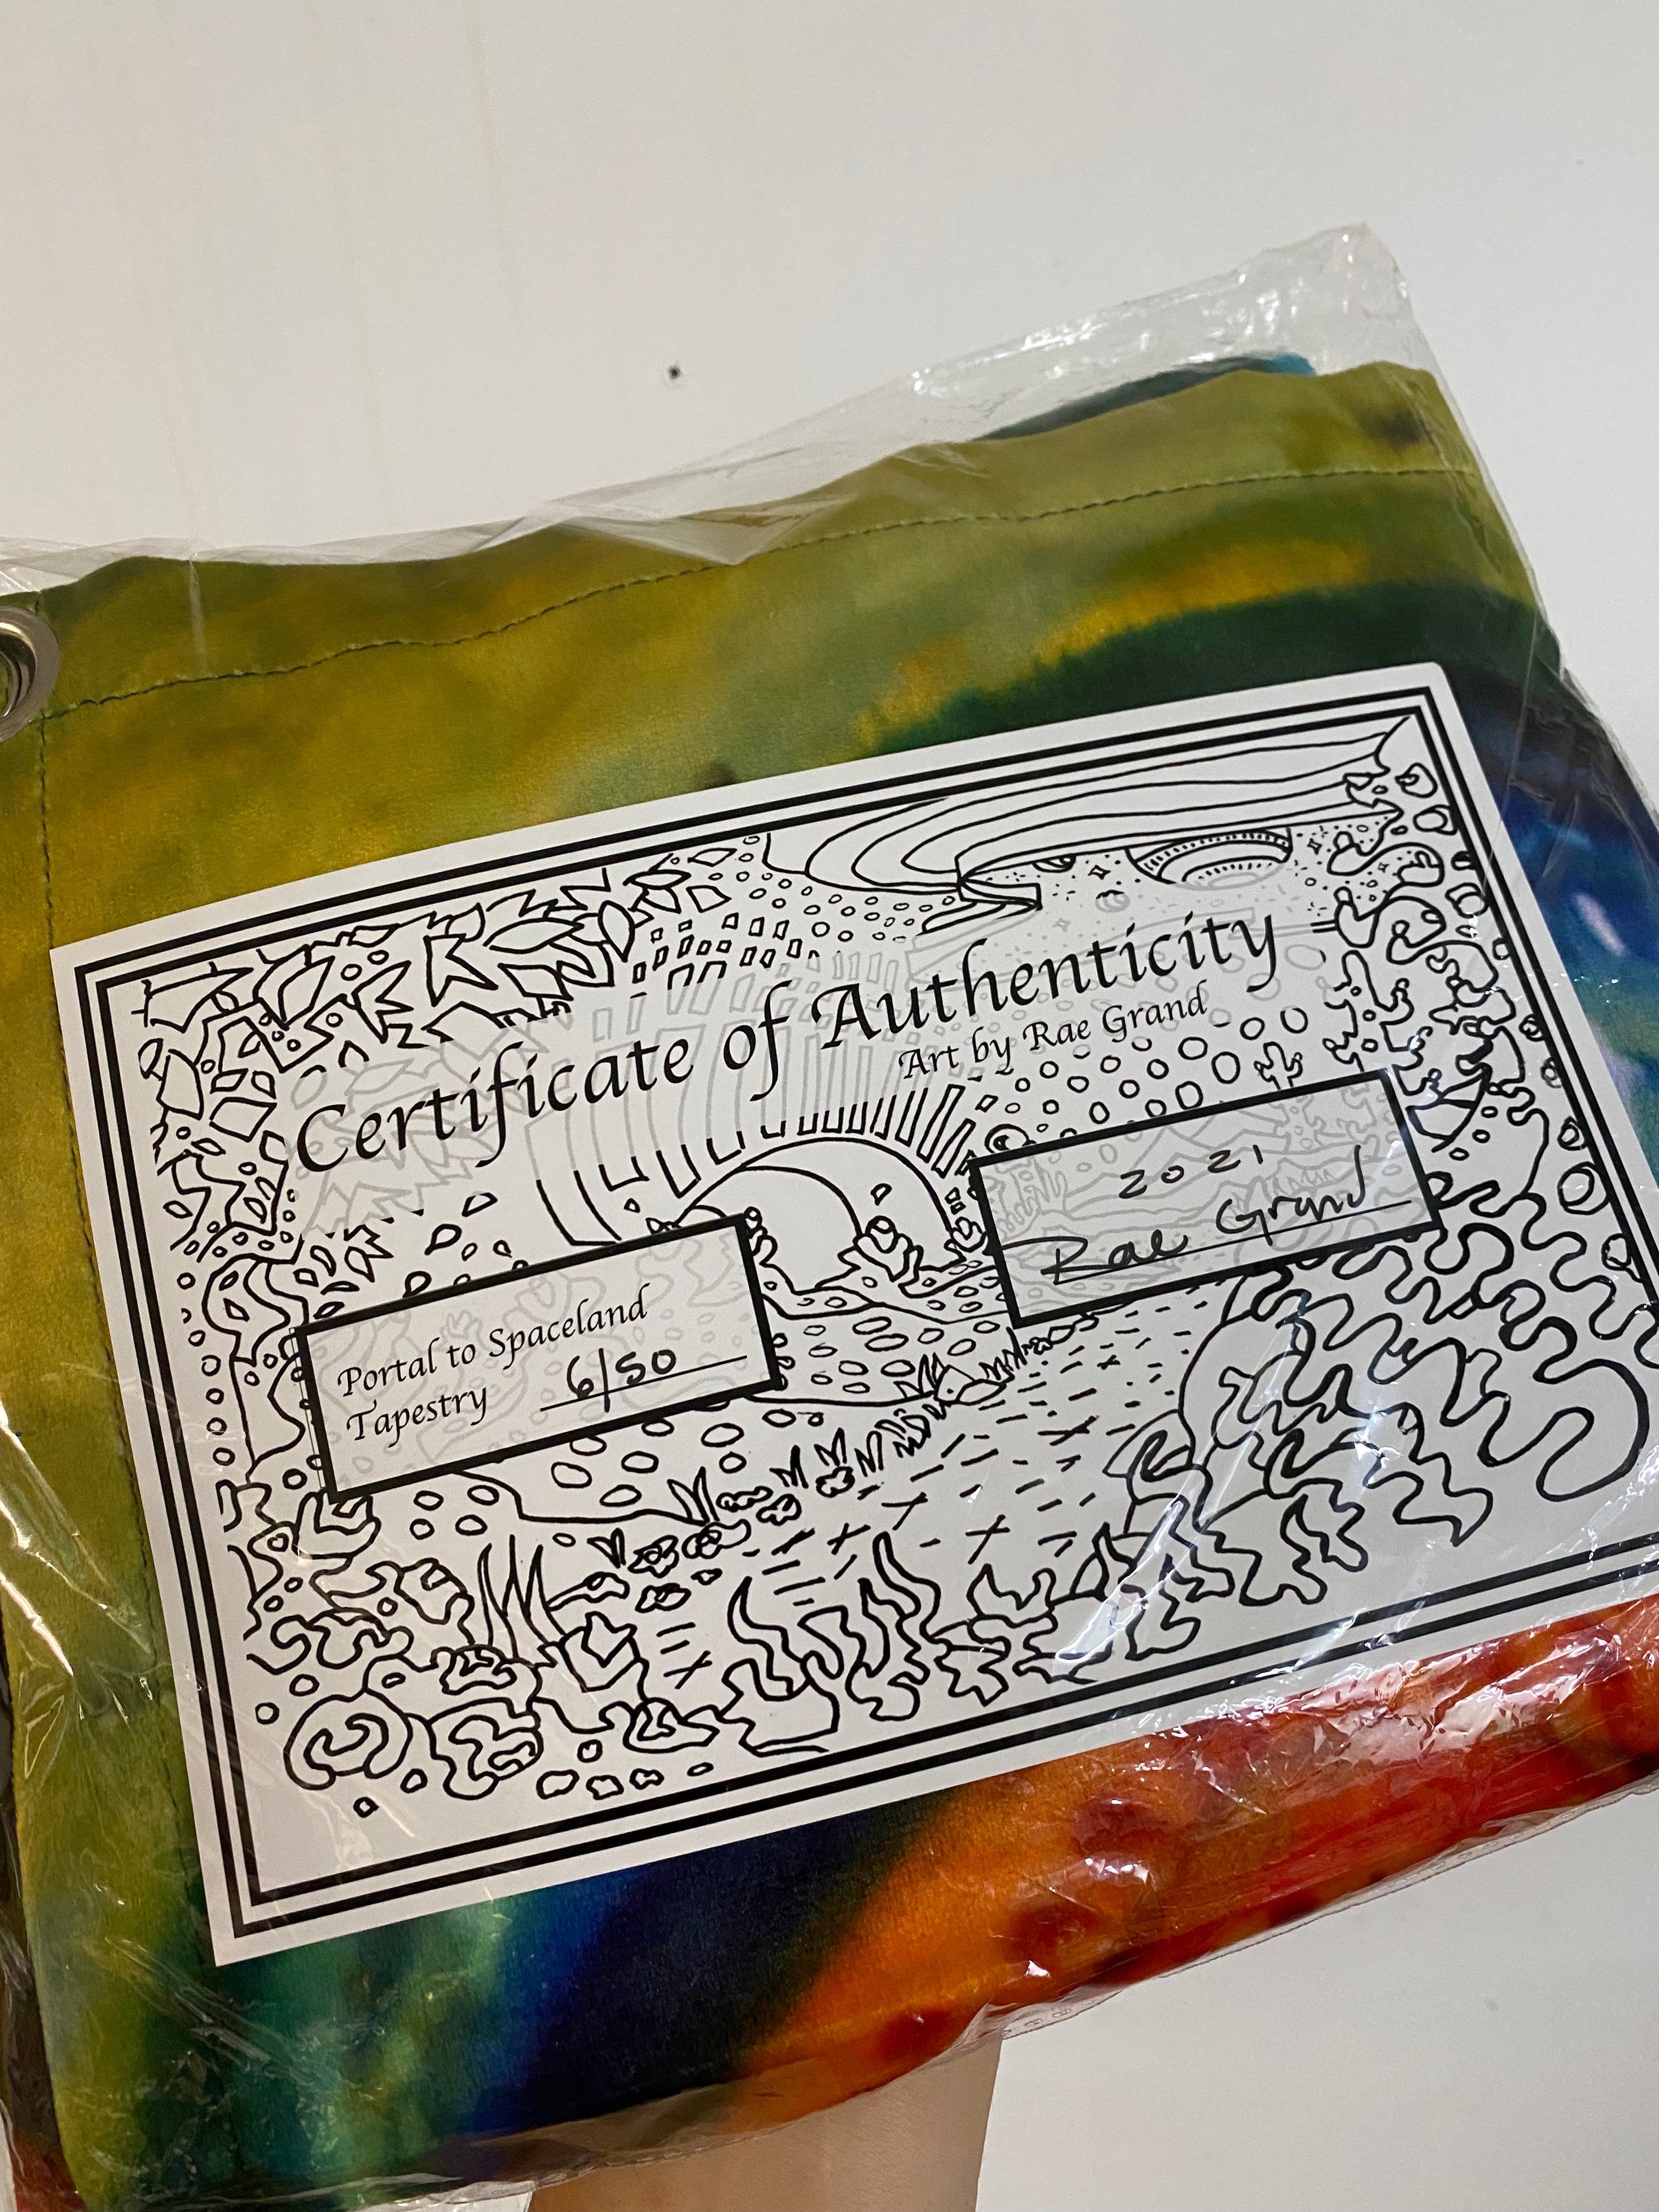 Certificate of Authenticity
Art by Rae Grand
2021
Rae Grand
Portal to Spaceland
Tapestry 6/50